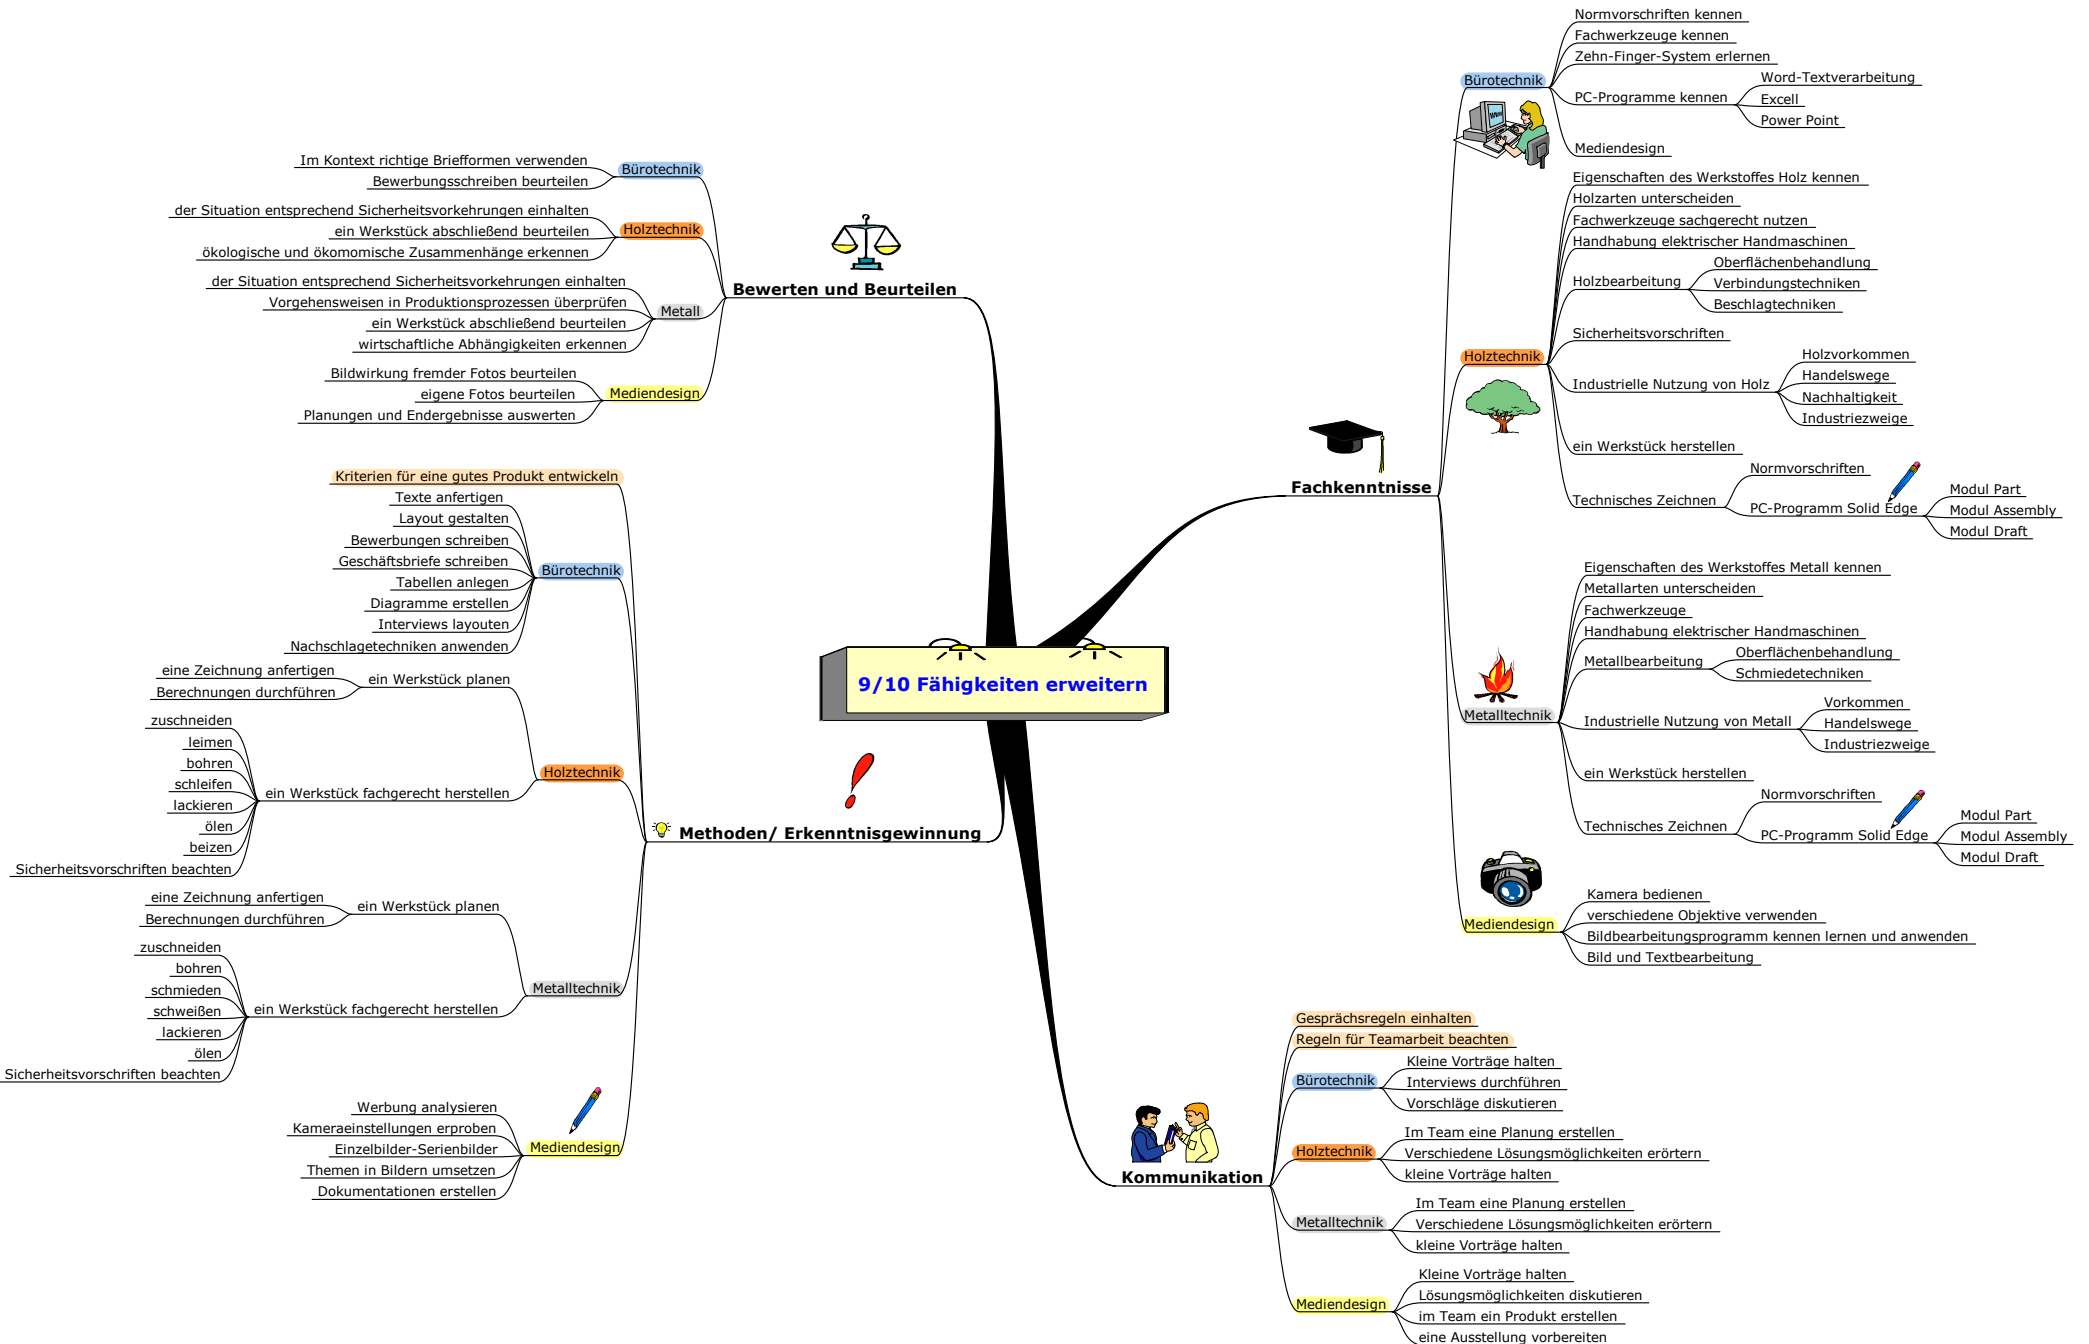 9/10 Fähigkeiten erweitern
Fachkenntnisse
Bürotechnik
Normvorschriften kennen
Fachwerkzeuge kennen
Zehn-Finger-System erlernen
PC-Programme kennen
Word-Textverarbeitung
Excell
Power Point
Mediendesign
Holztechnik
Eigenschaften des Werkstoffes Holz kennen
Holzarten unterscheiden
Fachwerkzeuge sachgerecht nutzen
Handhabung elektrischer Handmaschinen
Holzbearbeitung
Oberflächenbehandlung
Verbindungstechniken
Beschlagtechniken
Sicherheitsvorschriften
Industrielle Nutzung von Holz
Holzvorkommen
Handelswege
Nachhaltigkeit
Industriezweige
ein Werkstück herstellen
Technisches Zeichnen
Normvorschriften
PC-Programm Solid Edge
Modul Part
Modul Assembly
Modul Draft
Metalltechnik
Eigenschaften des Werkstoffes Metall kennen
Metallarten unterscheiden
Fachwerkzeuge
Handhabung elektrischer Handmaschinen
Metallbearbeitung
Oberflächenbehandlung
Schmiedetechniken
Industrielle Nutzung von Metall
Vorkommen
Handelswege
Industriezweige
ein Werkstück herstellen
Technisches Zeichnen
Normvorschriften
PC-Programm Solid Edge
Modul Part
Modul Assembly
Modul Draft
Mediendesign
Kamera bedienen
verschiedene Objektive verwenden
Bildbearbeitungsprogramm kennen lernen und anwenden
Bild und Textbearbeitung
Kommunikation
Gesprächsregeln einhalten
Regeln für Teamarbeit beachten
Bürotechnik
Kleine Vorträge halten
Interviews durchführen
Vorschläge diskutieren
Holztechnik
Im Team eine Planung erstellen
Verschiedene Lösungsmöglichkeiten erörtern
kleine Vorträge halten
Metalltechnik
Im Team eine Planung erstellen
Verschiedene Lösungsmöglichkeiten erörtern
kleine Vorträge halten
Mediendesign
Kleine Vorträge halten
Lösungsmöglichkeiten diskutieren
im Team ein Produkt erstellen
eine Ausstellung vorbereiten
Bewerten und Beurteilen
Bürotechnik
Im Kontext richtige Briefformen verwenden
Bewerbungsschreiben beurteilen
Holztechnik
der Situation entsprechend Sicherheitsvorkehrungen einhalten
ein Werkstück abschließend beurteilen
ökologische und ökomomische Zusammenhänge erkennen
Metall
der Situation entsprechend Sicherheitsvorkehrungen einhalten
Vorgehensweisen in Produktionsprozessen überprüfen
ein Werkstück abschließend beurteilen
wirtschaftliche Abhängigkeiten erkennen
Mediendesign
Bildwirkung fremder Fotos beurteilen
eigene Fotos beurteilen
Planungen und Endergebnisse auswerten
Methoden/ Erkenntnisgewinnung
Kriterien für eine gutes Produkt entwickeln
Bürotechnik
Texte anfertigen
Layout gestalten
Bewerbungen schreiben
Geschäftsbriefe schreiben
Tabellen anlegen
Diagramme erstellen
Interviews layouten
Nachschlagetechniken anwenden
Holztechnik
ein Werkstück planen
eine Zeichnung anfertigen
Berechnungen durchführen
ein Werkstück fachgerecht herstellen
zuschneiden
leimen
bohren
schleifen
lackieren
ölen
beizen
Sicherheitsvorschriften beachten
Metalltechnik
ein Werkstück planen
eine Zeichnung anfertigen
Berechnungen durchführen
ein Werkstück fachgerecht herstellen
zuschneiden
bohren
schmieden
schweißen
lackieren
ölen
Sicherheitsvorschriften beachten
Mediendesign
Werbung analysieren
Kameraeinstellungen erproben
Einzelbilder-Serienbilder
Themen in Bildern umsetzen
Dokumentationen erstellen